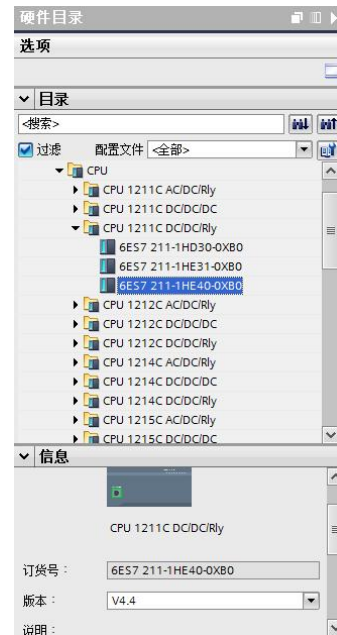 硬件目录
选项
目录
<搜索>
过滤 配置文件 <全部>
CPU
CPU 1211C AC/DC/Rly
CPU 1211C DC/DC/DC
CPU 1211C DC/DC/Rly
6ES7 211-1HD30-0XB0
6ES7 211-1HE31-0XB0
6ES7 211-1HE40-0XB0
CPU 1212C AC/DC/Rly
CPU 1212C DC/DC/DC
CPU 1212C DC/DC/Rly
CPU 1214C AC/DC/Rly
CPU 1214C DC/DC/DC
CPU 1214C DC/DC/Rly
CPU 1215C AC/DC/Rly
CPU 1215C DC/DC/DC
信息
CPU 1211C DC/DC/Rly
订货号： 6ES7 211-1HE40-0XB0
版本： V4.4
说明：